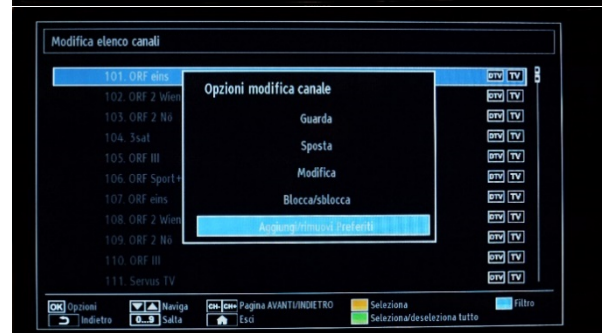 Modifica elenco canali
101. ORF eins DTV TV
102. ORF 2 Wien DTV TV
103. ORF 2 Nö DTV TV
104. 3sat DTV TV
105. ORF III DTV TV
106. ORF Sport+ DTV TV
107. ORF eins DTV TV
108. ORF 2 Wien DTV TV
109. ORF 2 Nö DTV TV
110. ORF III DTV TV
111. Servus TV DTV TV
Opzioni modifica canale
Guarda
Sposta
Modifica
Blocca/sblocca
Aggiungi/rimuovi Preferiti
OK Opzioni Naviga CH- CH+ Pagina AVANTI/INDIETRO Seleziona Filtro
Indietro 0...9 Salta Esci Seleziona/deseleziona tutto